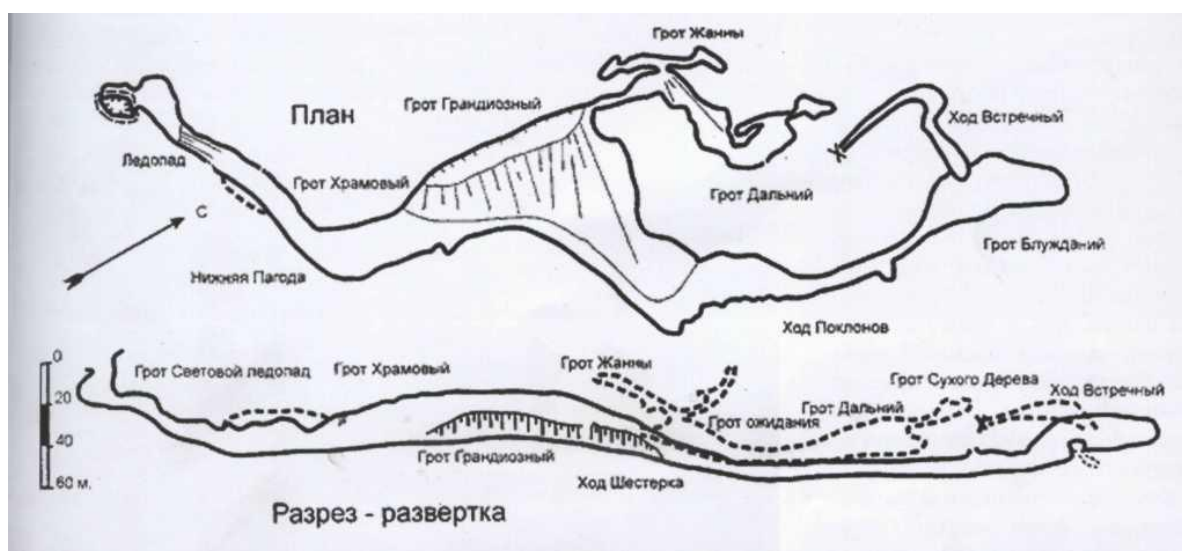 Грот Жанны
Грот Грандиозный
План
Ход Встречный
Ледопад
Грот Храмовый
Грот Дальний
С
Грот Блужданий
Нижняя Пагода
Ход Поклонов
0
Грот Жанны
Грот Световой ледопад
Грот Храмовый
Грот Сухого Дерева
Ход Встречный
20
Грот Дальний
Грот ожидания
40
Грот Грандиозный
60 м.
Ход Шестерка
Разрез - развертка